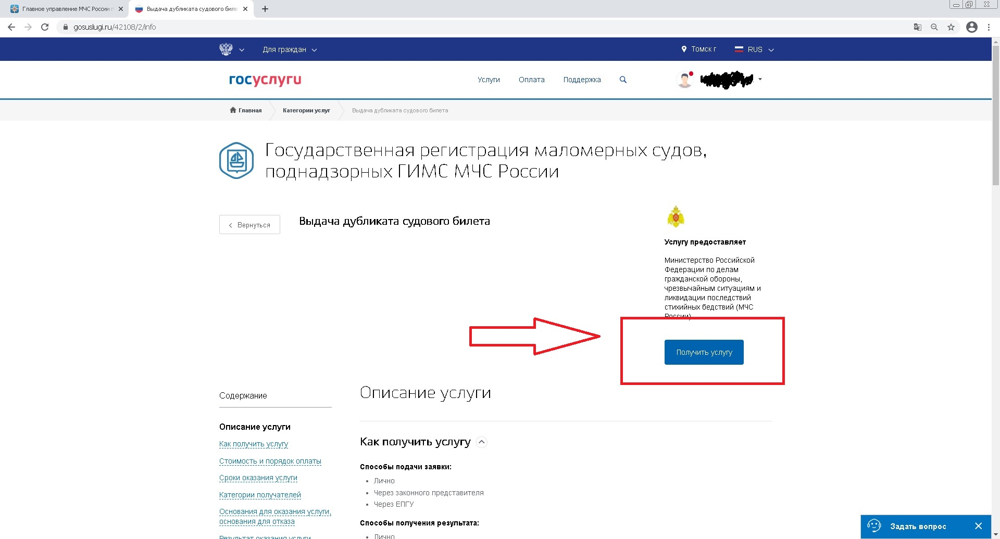 Главное управление МЧС России п
Выдача дубликата судового биле
gosuslugi.ru/42108/2/info
Для граждан
Томск г
RUS
госуслуги
Услуги
Оплата
Поддержка
Главная
Категории услуг
Выдача дубликата судового билета
Государственная регистрация маломерных судов,
поднадзорных ГИМС МЧС России
Вернуться
Выдача дубликата судового билета
Услугу предоставляет
Министерство Российской
Федерации по делам
гражданской обороны,
чрезвычайным ситуациям и
ликвидации последствий
стихийных бедствий (МЧС
России)
Получить услугу
Содержание
Описание услуги
Как получить услугу
Стоимость и порядок оплаты
Сроки оказания услуги
Категории получателей
Основания для оказания услуги,
основания для отказа
Результат оказания услуги
Описание услуги
Как получить услугу
Способы подачи заявки:
Лично
Через законного представителя
Через ЕПГУ
Способы получения результата:
Лично
Задать вопрос